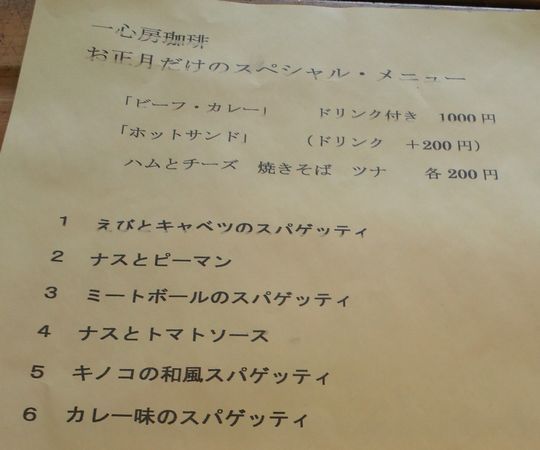 一心房珈琲
お正月だけのスペシャル・メニュー
「ビーフ・カレー」 ドリンク付き 1000円
「ホットサンド」 (ドリンク +200円)
ハムとチーズ 焼きそば ツナ 各200円
1 えびとキャベツのスパゲッティ
2 ナスとピーマン
3 ミートボールのスパゲッティ
4 ナスとトマトソース
5 キノコの和風スパゲッティ
6 カレー味のスパゲッティ